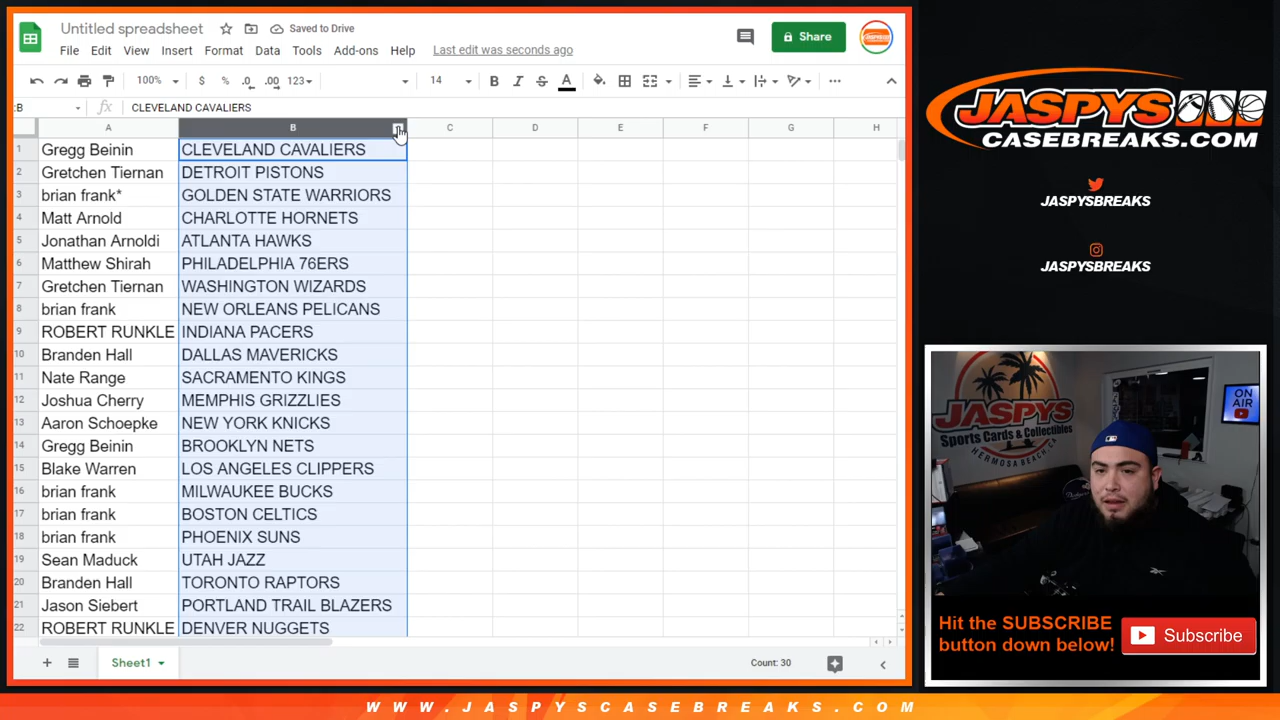 Untitled spreadsheet Saved to Drive
File Edit View Insert Format Data Tools Add-ons Help Last edit was seconds ago
Share
100% $ % .0 .00 123 14 B I S A
:B fx CLEVELAND CAVALIERS
A B C D E F G H
1 Gregg Beinin CLEVELAND CAVALIERS
2 Gretchen Tiernan DETROIT PISTONS
3 brian frank* GOLDEN STATE WARRIORS
4 Matt Arnold CHARLOTTE HORNETS
5 Jonathan Arnoldi ATLANTA HAWKS
6 Matthew Shirah PHILADELPHIA 76ERS
7 Gretchen Tiernan WASHINGTON WIZARDS
8 brian frank NEW ORLEANS PELICANS
9 ROBERT RUNKLE INDIANA PACERS
10 Branden Hall DALLAS MAVERICKS
11 Nate Range SACRAMENTO KINGS
12 Joshua Cherry MEMPHIS GRIZZLIES
13 Aaron Schoepke NEW YORK KNICKS
14 Gregg Beinin BROOKLYN NETS
15 Blake Warren LOS ANGELES CLIPPERS
16 brian frank MILWAUKEE BUCKS
17 brian frank BOSTON CELTICS
18 brian frank PHOENIX SUNS
19 Sean Maduck UTAH JAZZ
20 Branden Hall TORONTO RAPTORS
21 Jason Siebert PORTLAND TRAIL BLAZERS
22 ROBERT RUNKLE DENVER NUGGETS
Sheet1 Count: 30
JASPYS
CASEBREAKS.COM
JASPYSBREAKS
JASPYSBREAKS
JASPYS
Sports Cards & Collectibles
HERMOSA BEACH, CA
ON
AIR
Hit the SUBSCRIBE
button down below!
Subscribe
WWW.JASPYSCASEBREAKS.COM